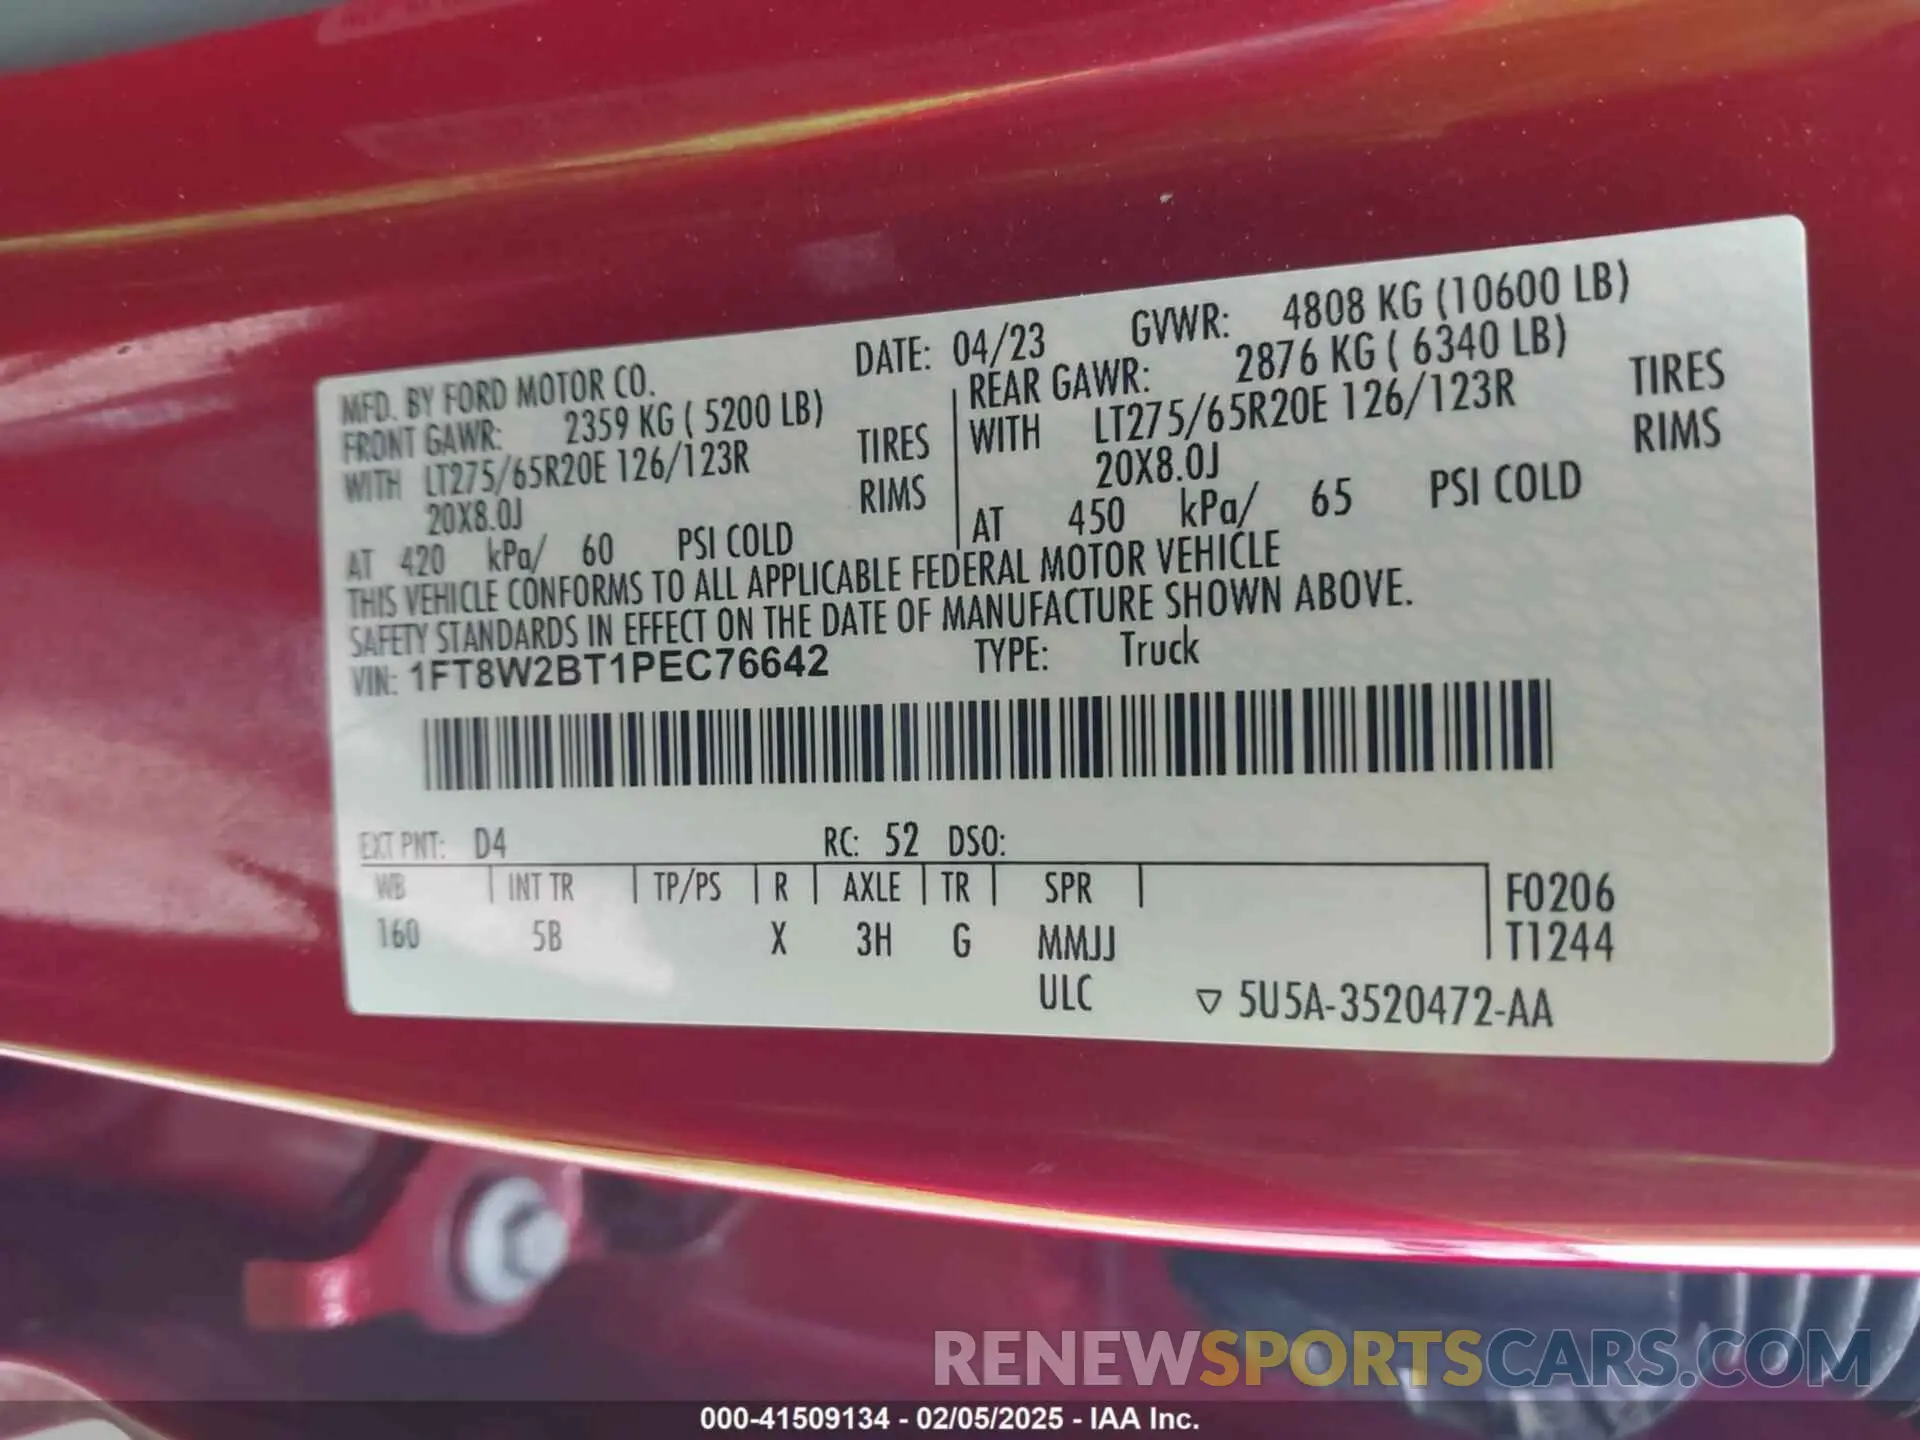 MFD. BY FORD MOTOR CO. DATE: 04/23 GVWR: 4808 KG (10600 LB)
FRONT GAWR: 2359 KG ( 5200 LB)
WITH LT275/65R20E 126/123R TIRES
20X8.0J RIMS
AT 420 kPa/ 60 PSI COLD
REAR GAWR: 2876 KG ( 6340 LB)
WITH LT275/65R20E 126/123R TIRES
20X8.0J RIMS
AT 450 kPa/ 65 PSI COLD
THIS VEHICLE CONFORMS TO ALL APPLICABLE FEDERAL MOTOR VEHICLE
SAFETY STANDARDS IN EFFECT ON THE DATE OF MANUFACTURE SHOWN ABOVE.
VIN: 1FT8W2BT1PEC76642 TYPE: Truck
EXT PNT: D4 RC: 52 DSO:
WB INT TR TP/PS R AXLE TR SPR F0206
160 5B X 3H G MMJJ T1244
ULC ▽ 5U5A-3520472-AA
RENEWSPORTSCARS.COM
000-41509134 - 02/05/2025 - IAA Inc.